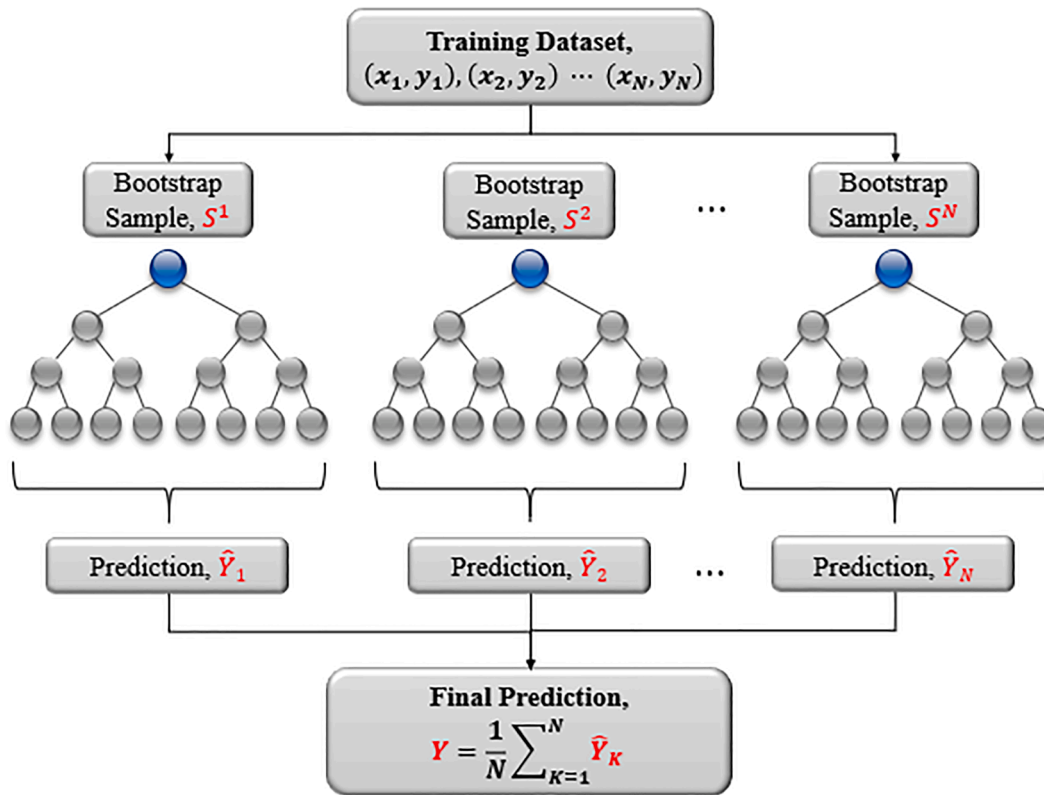 Training Dataset,
(x₁, y₁), (x₂, y₂) ⋯ (x_N, y_N)
Bootstrap
Sample, S¹
Bootstrap
Sample, S²
...
Bootstrap
Sample, S^N
Prediction, Ŷ₁
Prediction, Ŷ₂
...
Prediction, Ŷ_N
Final Prediction,
Y = 1/N ∑_{K=1}^{N} Ŷ_K